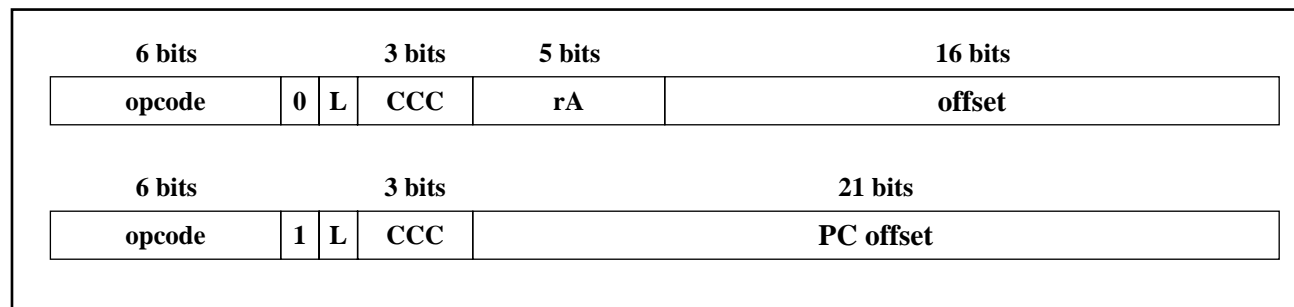 6 bits 3 bits 5 bits 16 bits
opcode 0 L CCC rA offset
6 bits 3 bits 21 bits
opcode 1 L CCC PC offset